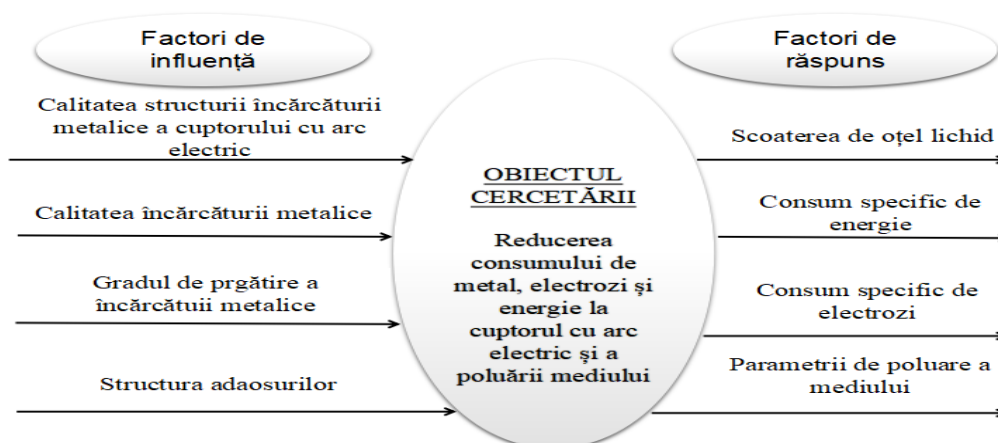 Factori de
influență
Calitatea structurii încărcăturii
metalice a cuptorului cu arc
electric
Calitatea încărcăturii metalice
Gradul de prgătire a
încărcătuii metalice
Structura adaosurilor
OBIECTUL
CERCETĂRII
Reducerea
consumului de
metal, electrozi și
energie la
cuptorul cu arc
electric și a
poluării mediului
Factori de
răspuns
Scoaterea de oțel lichid
Consum specific de
energie
Consum specific de
electrozi
Parametrii de poluare a
mediului